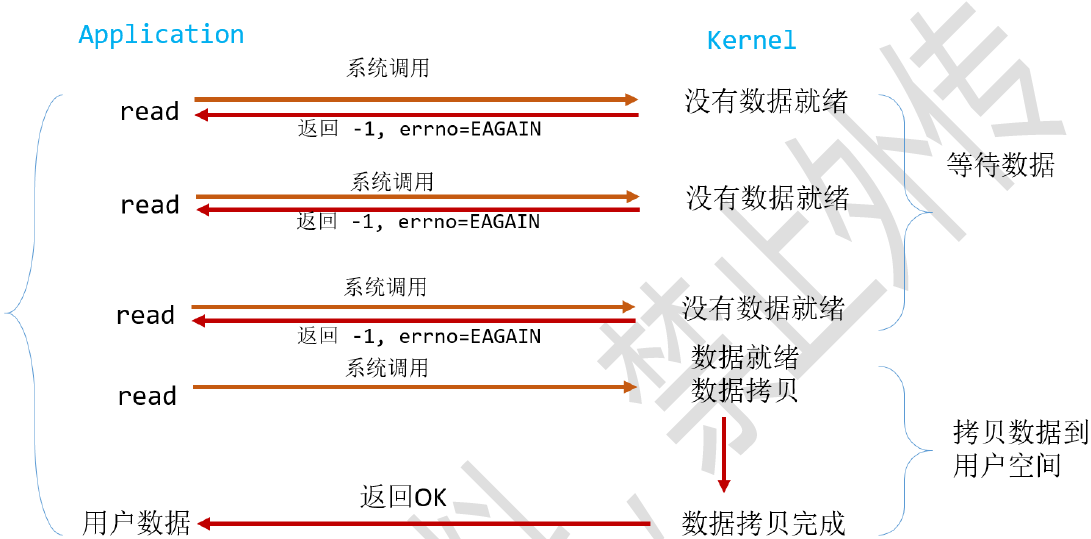 Application
Kernel
系统调用
read
没有数据就绪
返回 -1, errno=EAGAIN
等待数据
系统调用
read
没有数据就绪
返回 -1, errno=EAGAIN
系统调用
read
没有数据就绪
返回 -1, errno=EAGAIN
数据就绪
系统调用
read
数据拷贝
拷贝数据到
用户空间
返回OK
用户数据
数据拷贝完成
禁止外传